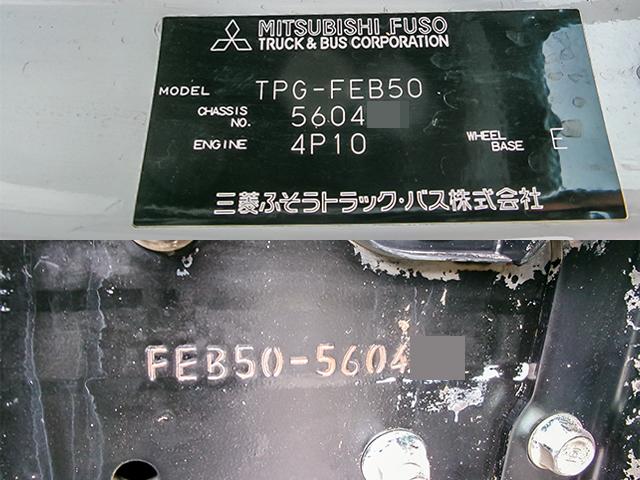 MITSUBISHI FUSO
TRUCK & BUS CORPORATION
MODEL TPG-FEB50
CHASSIS NO. 5604
ENGINE 4P10
WHEEL BASE E
三菱ふそうトラック・バス株式会社
FEB50-5604